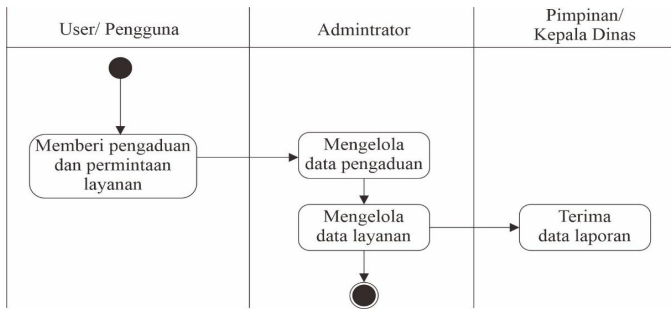 User/ Pengguna
Admintrator
Pimpinan/
Kepala Dinas
Memberi pengaduan
dan permintaan
layanan
Mengelola
data pengaduan
Mengelola
data layanan
Terima
data laporan